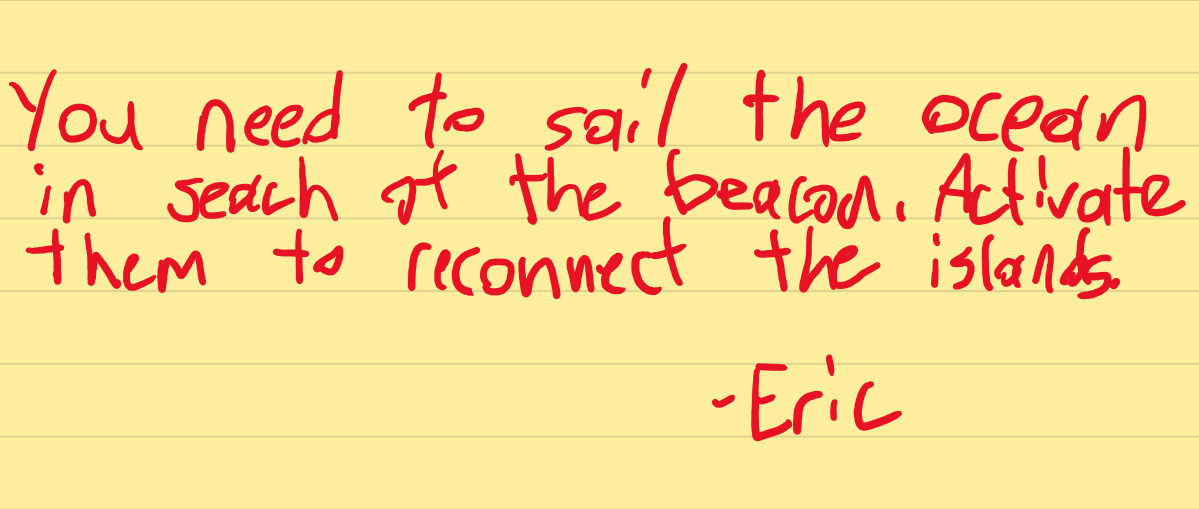 You need to sail the ocean
in seach of the beacon. Activate
them to reconnect the islands.
-Eric